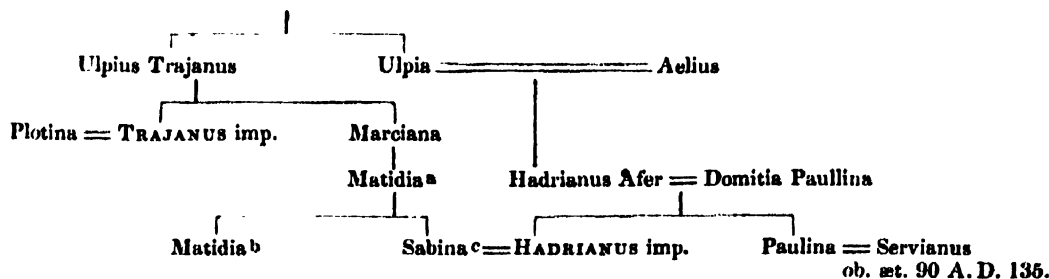 Ulpius Trajanus Ulpia Aelius
Plotina = TRAJANUS imp. Marciana
Matidia a Hadrianus Afer = Domitia Paullina
Matidia b Sabina c = HADRIANUS imp. Paulina = Servianus
ob. æt. 90 A. D. 135.